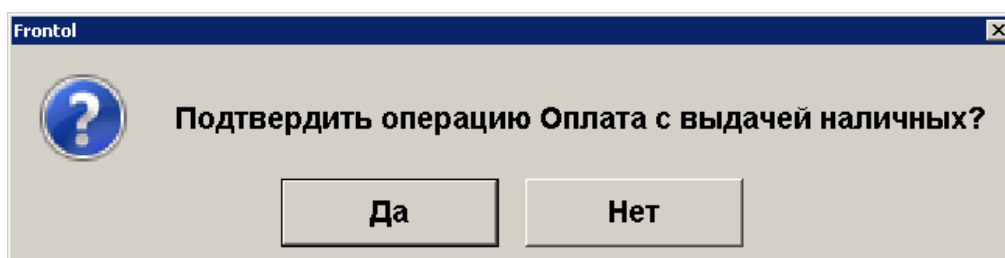 Frontol
Подтвердить операцию Оплата с выдачей наличных?
Да
Нет